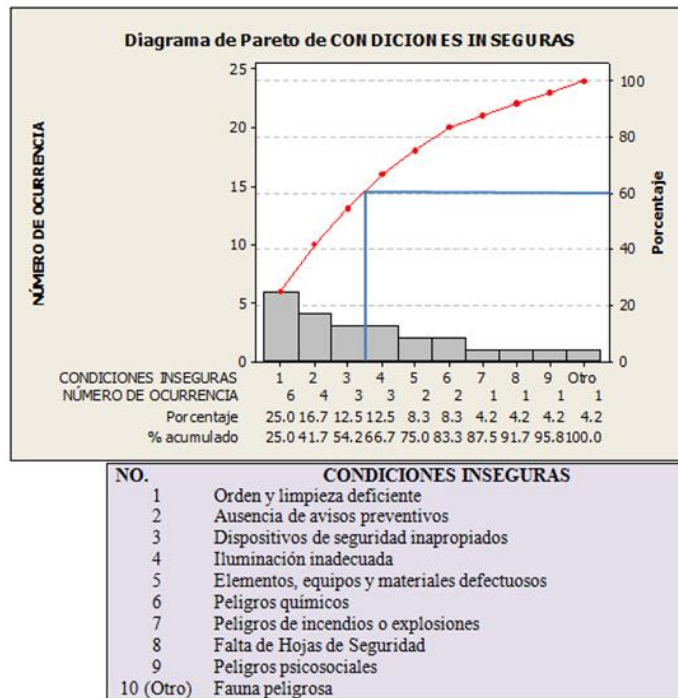 Diagrama de Pareto de CONDICIONES INSEGURAS
NÚMERO DE OCURRENCIA
25
20
15
10
5
0
Porcentaje
100
80
60
40
20
0
CONDICIONES INSEGURAS 1 2 3 4 5 6 7 8 9 Otro
NÚMERO DE OCURRENCIA 6 4 3 3 2 2 1 1 1 1
Porcentaje 25.0 16.7 12.5 12.5 8.3 8.3 4.2 4.2 4.2 4.2
% acumulado 25.0 41.7 54.2 66.7 75.0 83.3 87.5 91.7 95.8 100.0
NO. CONDICIONES INSEGURAS
1 Orden y limpieza deficiente
2 Ausencia de avisos preventivos
3 Dispositivos de seguridad inapropiados
4 Iluminación inadecuada
5 Elementos, equipos y materiales defectuosos
6 Peligros químicos
7 Peligros de incendios o explosiones
8 Falta de Hojas de Seguridad
9 Peligros psicosociales
10 (Otro) Fauna peligrosa